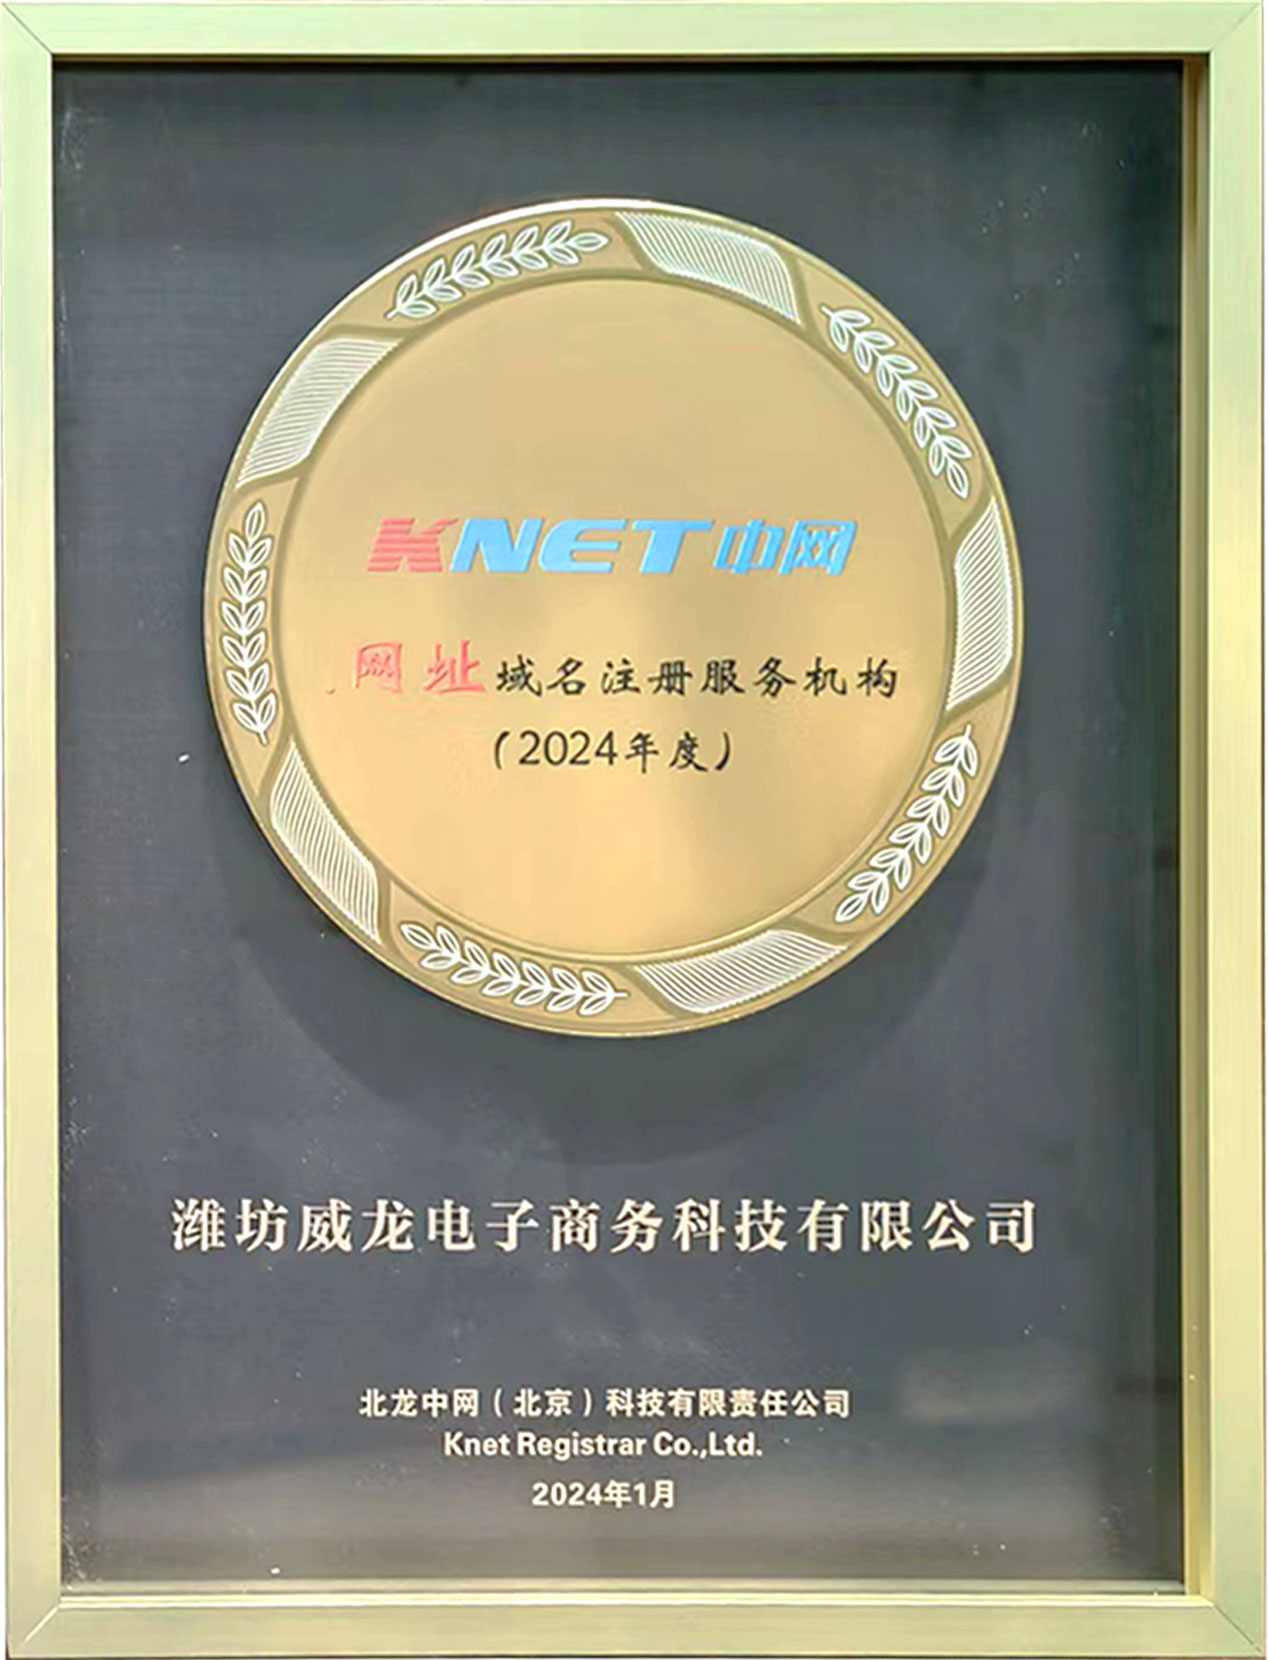 KNET中网
网址域名注册服务机构
（2024年度）
潍坊威龙电子商务科技有限公司
北龙中网（北京）科技有限责任公司
Knet Registrar Co.,Ltd.
2024年1月